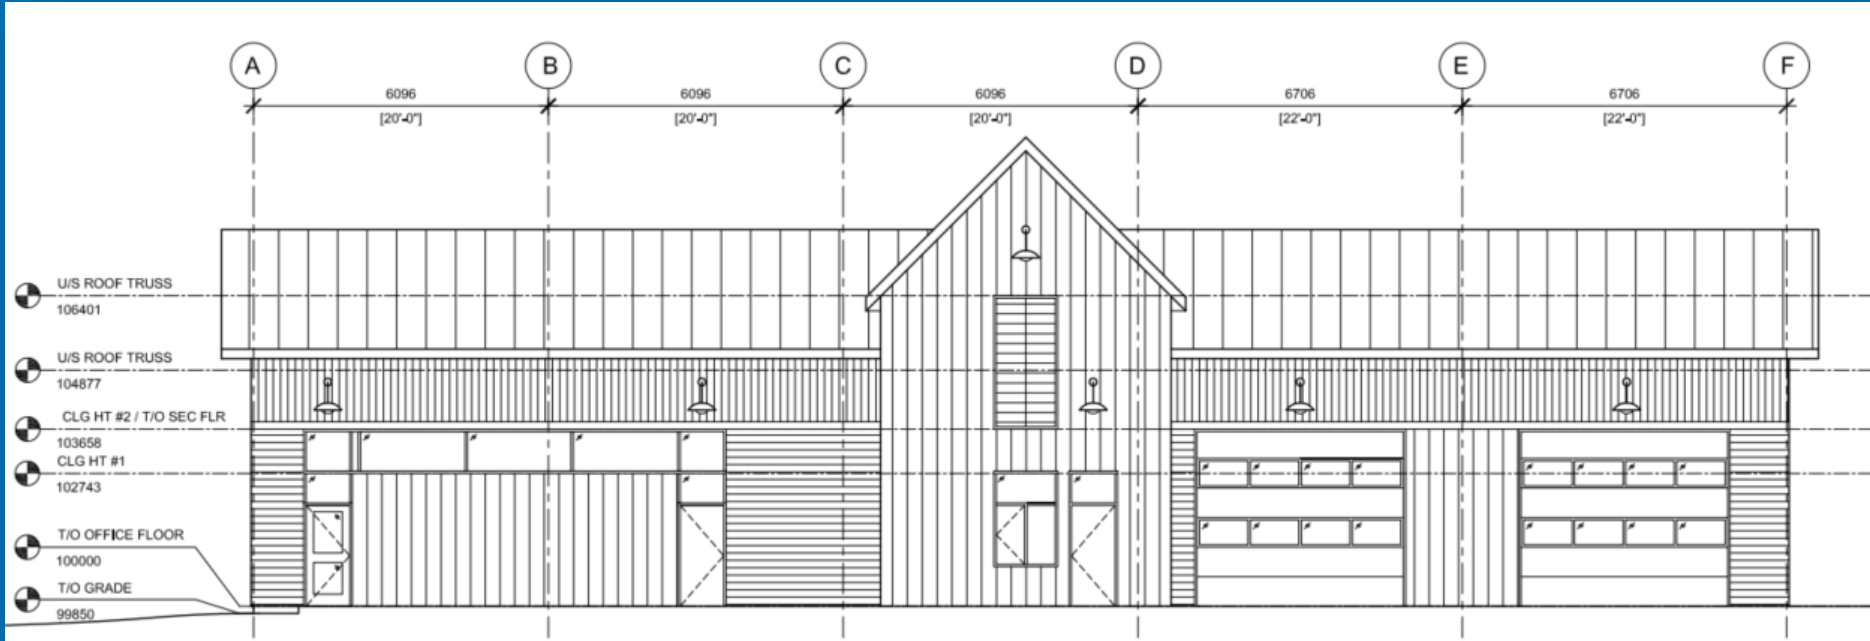 A B C D E F
6096 6096 6096 6706 6706
[20'-0"] [20'-0"] [20'-0"] [22'-0"] [22'-0"]
U/S ROOF TRUSS
106401
U/S ROOF TRUSS
104877
CLG HT #2 / T/O SEC FLR
103658
CLG HT #1
102743
T/O OFFICE FLOOR
100000
T/O GRADE
99850